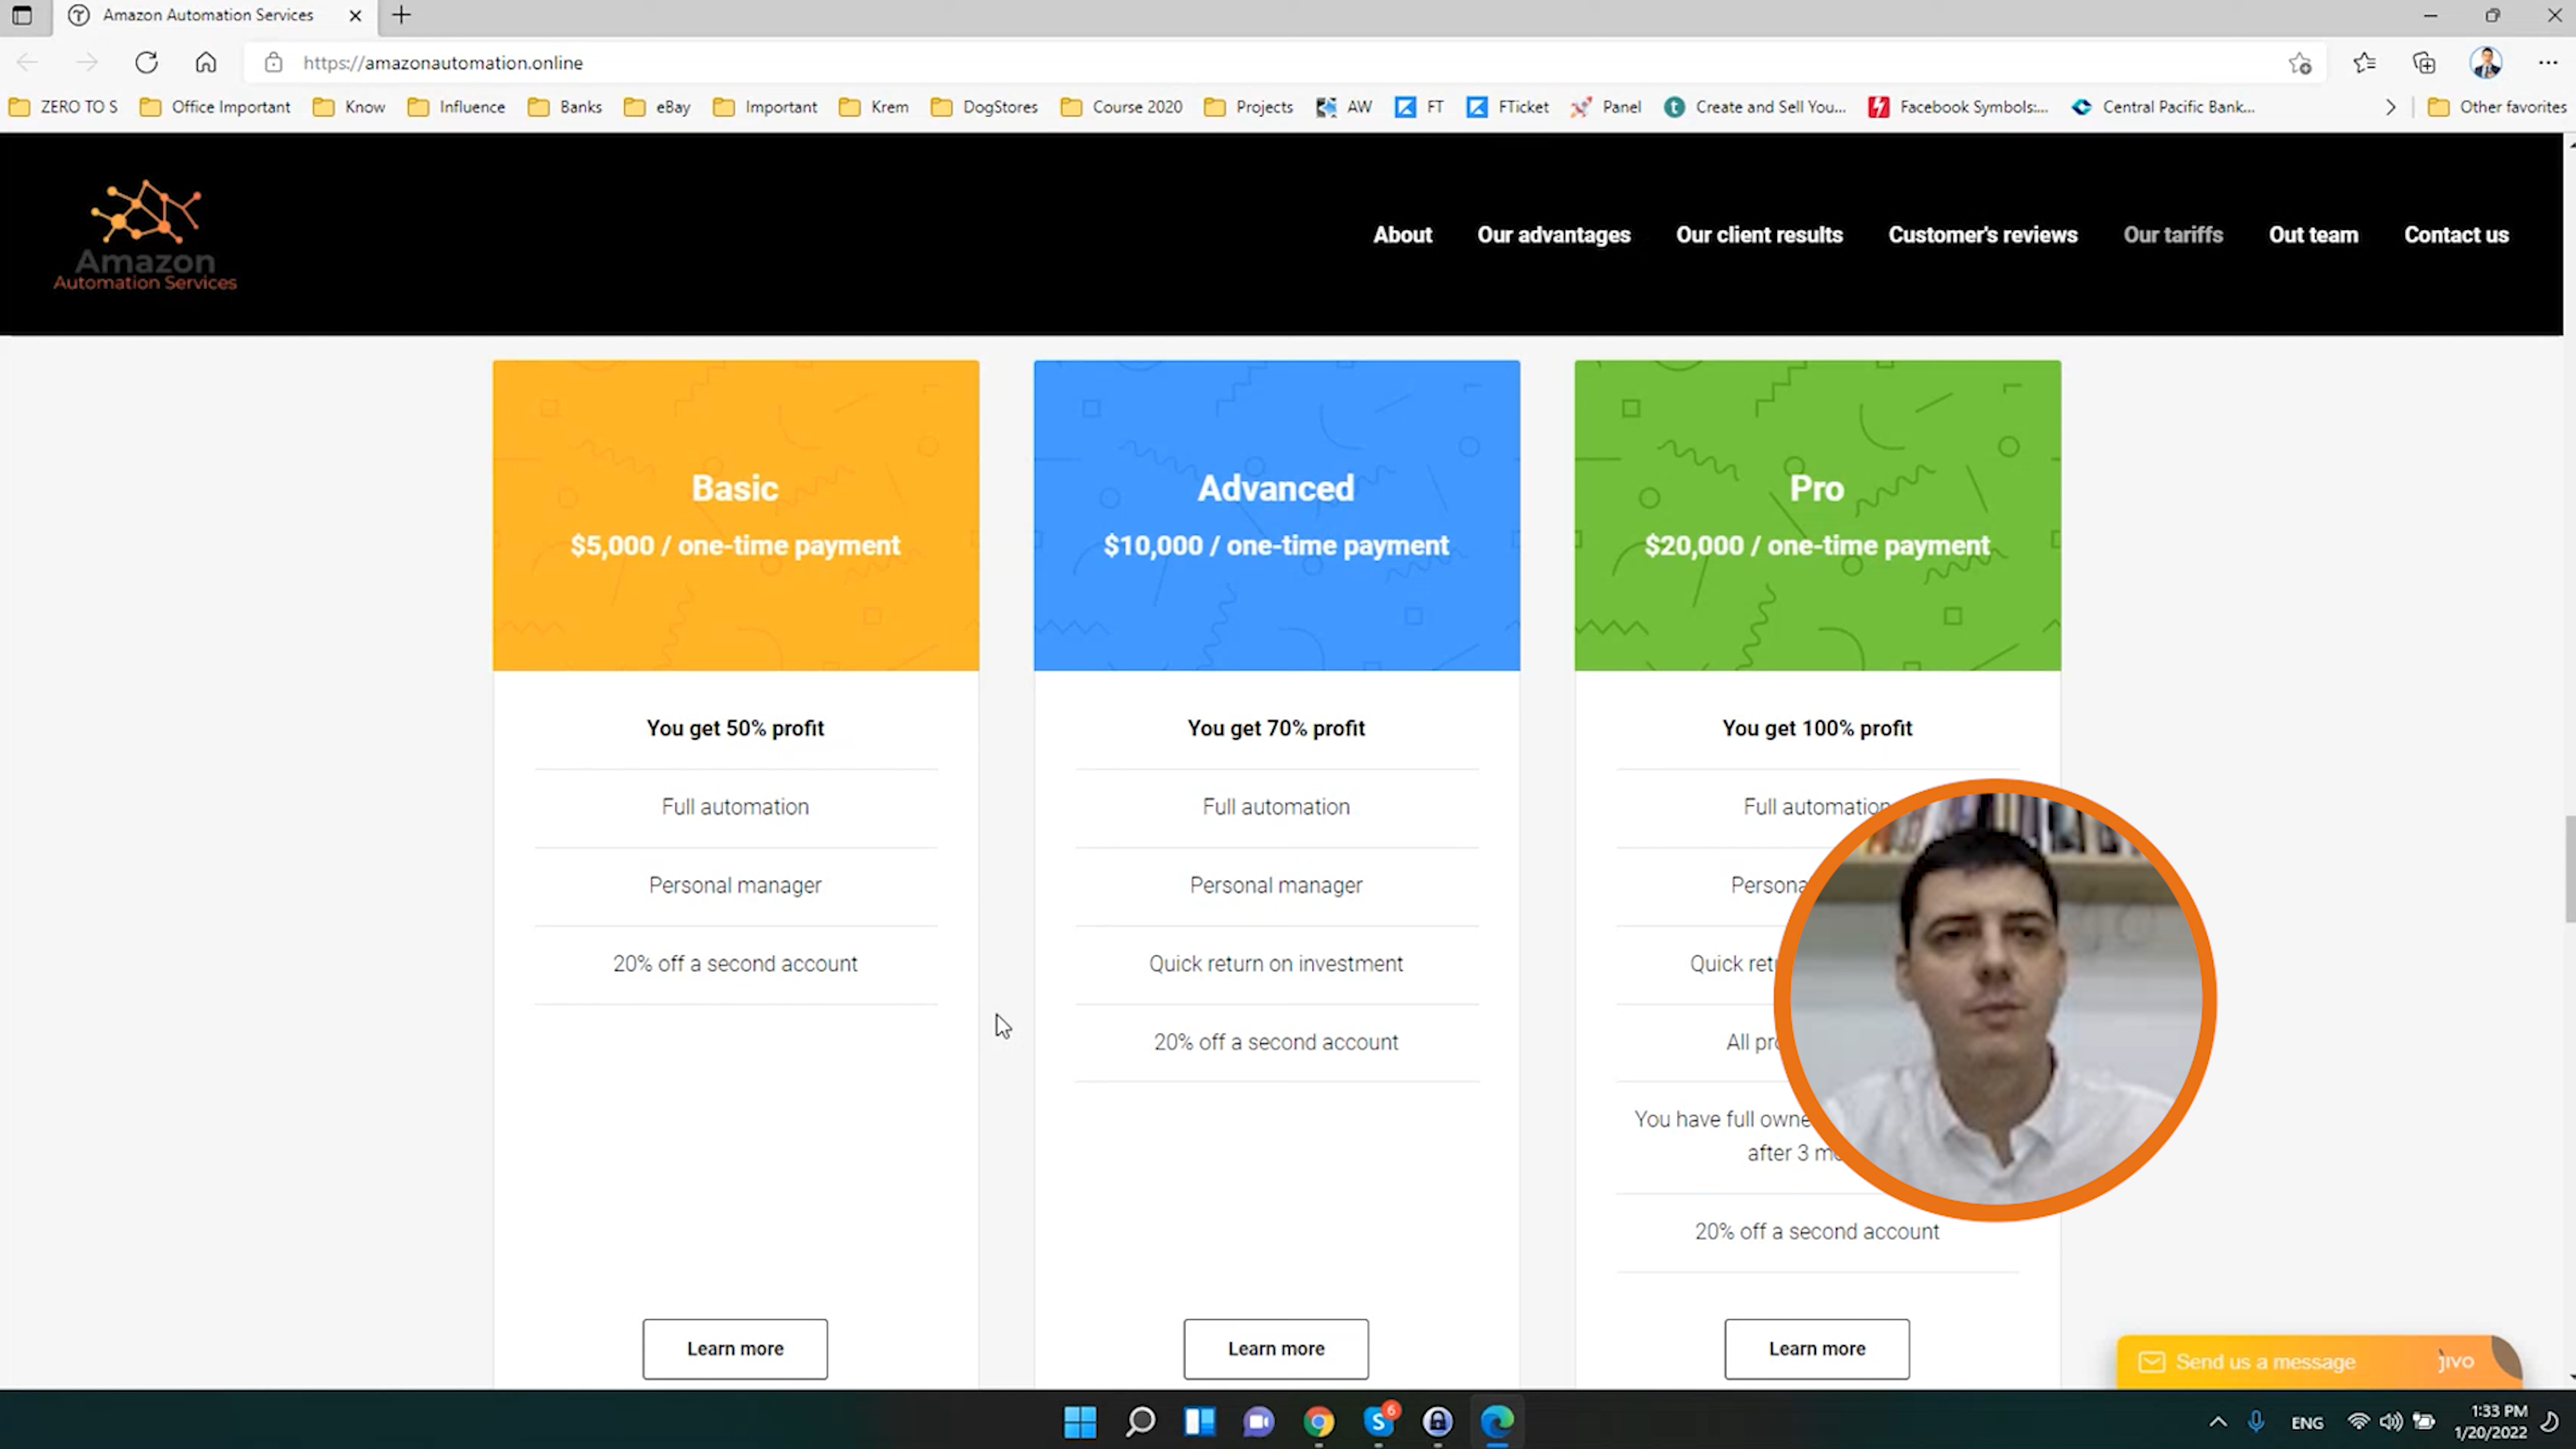 Amazon Automation Services
https://amazonautomation.online
ZERO TO S Office Important Know Influence Banks eBay Important Krem DogStores Course 2020 Projects AW FT FTicket Panel Create and Sell You... Facebook Symbols:... Central Pacific Bank... Other favorites
Amazon
Automation Services
About Our advantages Our client results Customer's reviews Our tariffs Out team Contact us
Basic
$5,000 / one-time payment
You get 50% profit
Full automation
Personal manager
20% off a second account
Learn more
Advanced
$10,000 / one-time payment
You get 70% profit
Full automation
Personal manager
Quick return on investment
20% off a second account
Learn more
Pro
$20,000 / one-time payment
You get 100% profit
Full automation
Persona
Quick
All
You have full
after 3
20% off a second account
Learn more
Send us a message jivo
S 6
ENG
1:33 PM
1/20/2022